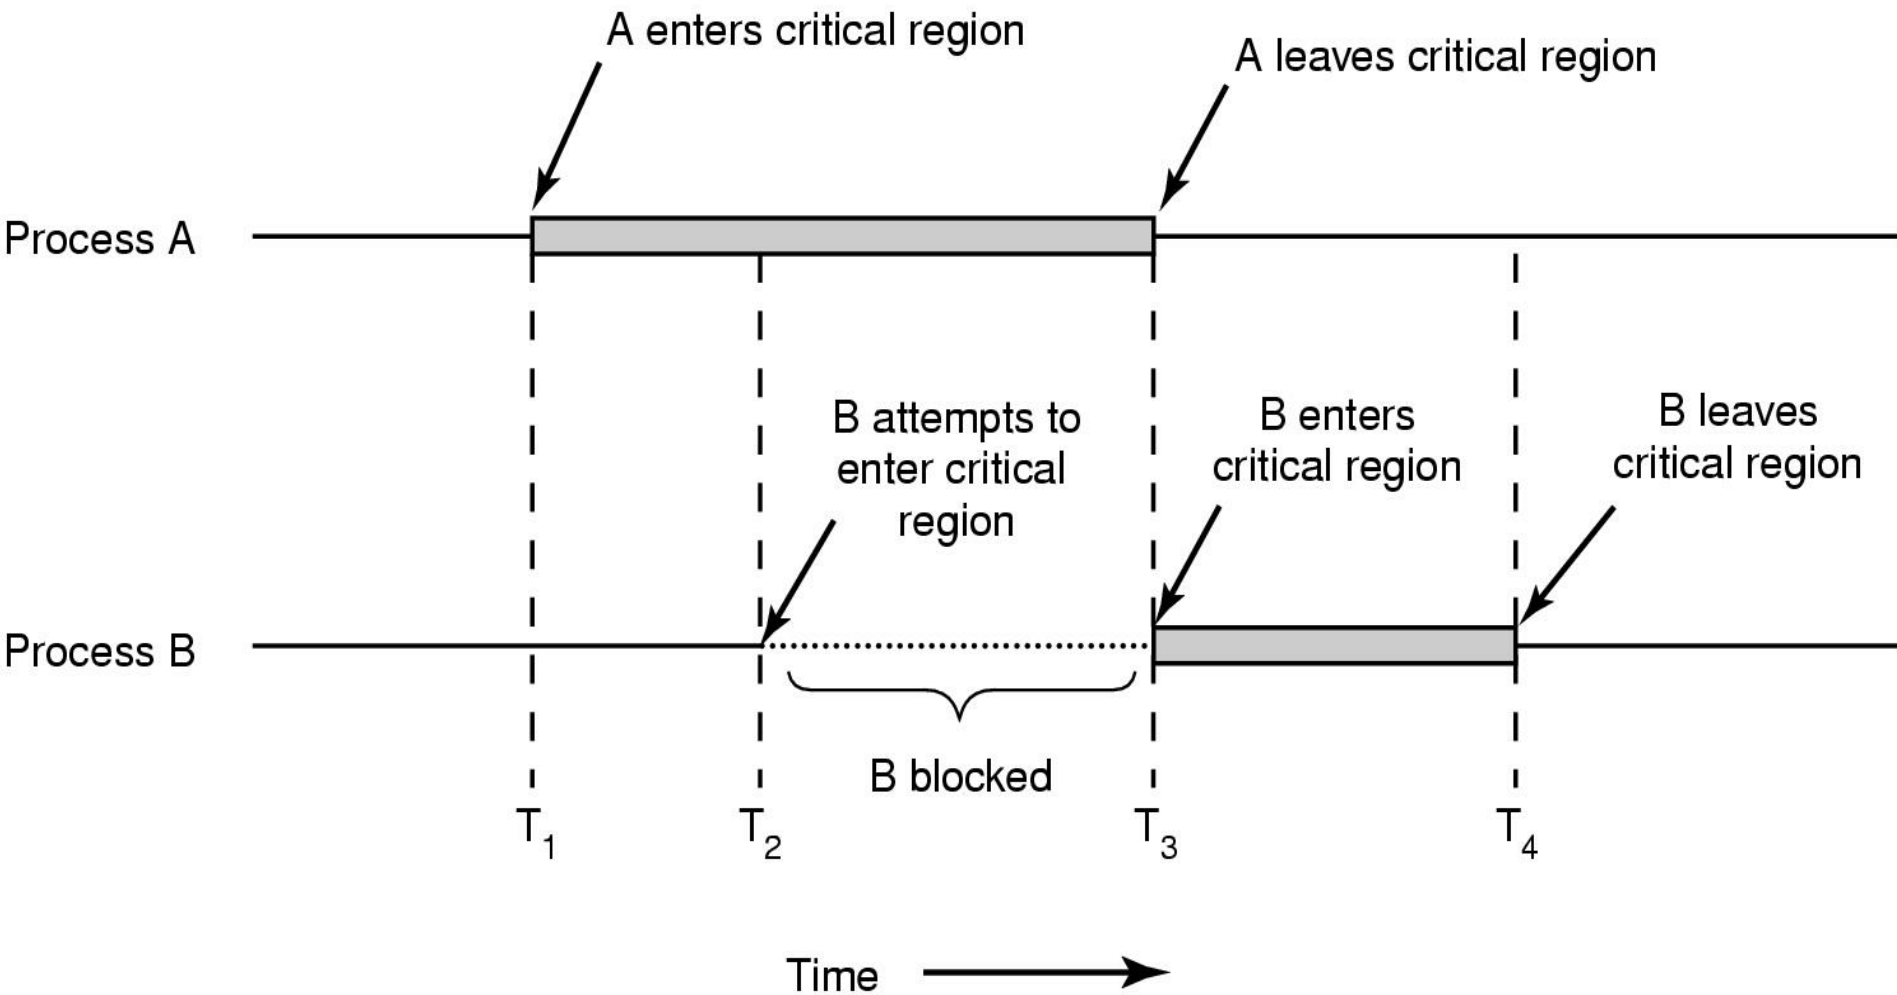 A enters critical region
A leaves critical region
Process A
B attempts to
enter critical
region
B enters
critical region
B leaves
critical region
Process B
B blocked
T1
T2
T3
T4
Time